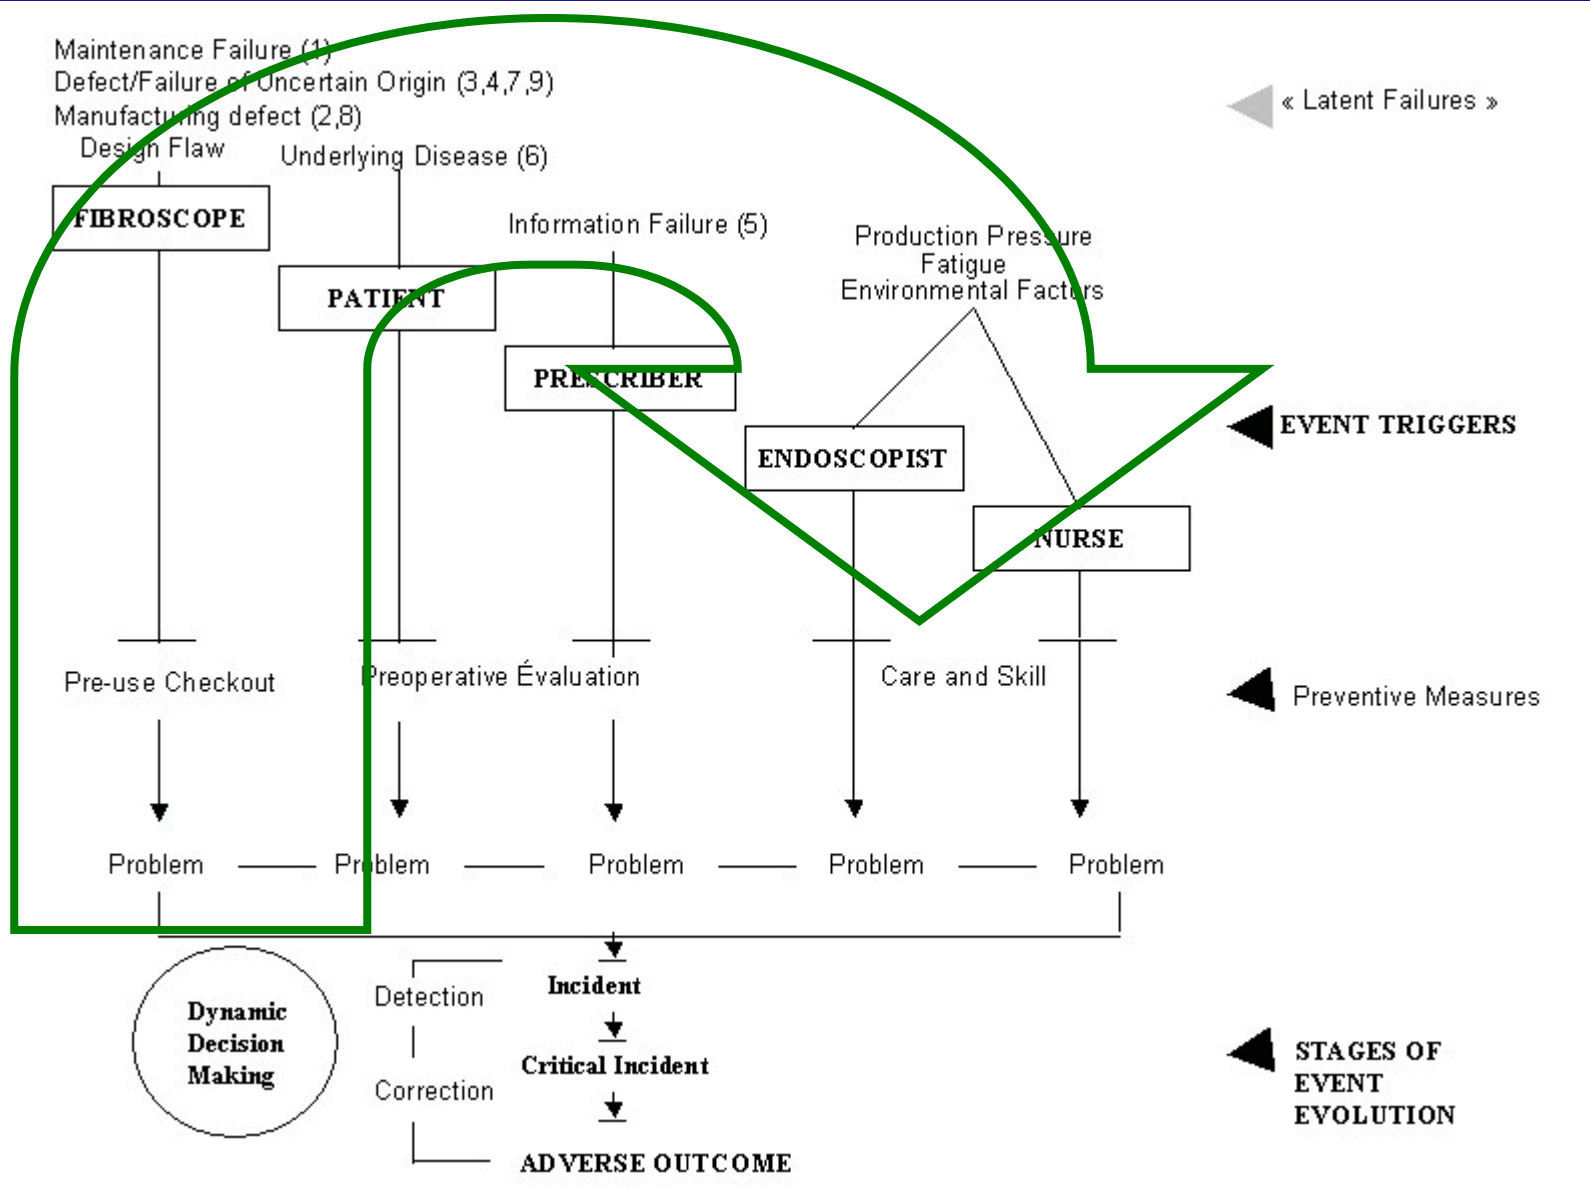 Maintenance Failure (1)
Defect/Failure of Uncertain Origin (3,4,7,9)
Manufacturing defect (2,8)
Design Flaw
« Latent Failures »
Underlying Disease (6)
FIBROSCOPE
Information Failure (5)
Production Pressure
Fatigue
Environmental Factors
PATIENT
PRESCRIBER
EVENT TRIGGERS
ENDOSCOPIST
NURSE
Pre-use Checkout
Preoperative Évaluation
Care and Skill
Preventive Measures
Problem
Problem
Problem
Problem
Problem
Dynamic
Decision
Making
Detection
Correction
Incident
Critical Incident
ADVERSE OUTCOME
STAGES OF
EVENT
EVOLUTION